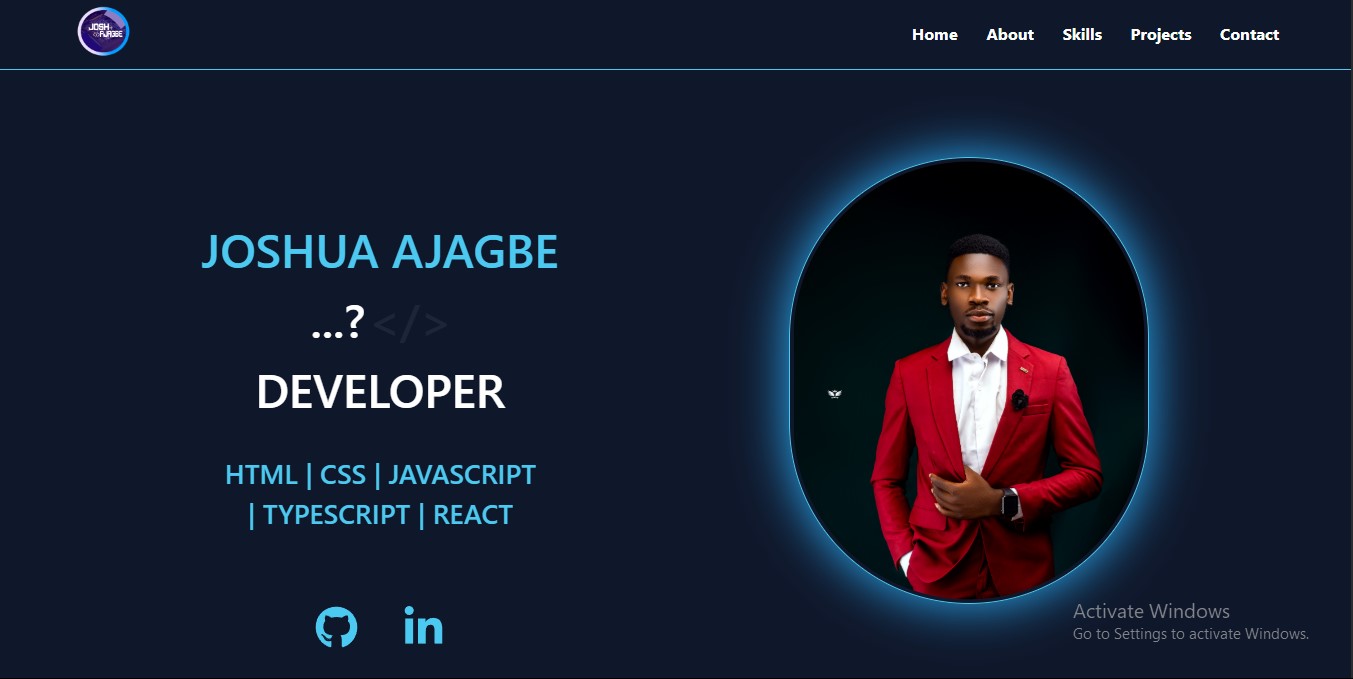 JOSH
AJAGBE
Home About Skills Projects Contact
JOSHUA AJAGBE
...? </>
DEVELOPER
HTML | CSS | JAVASCRIPT
| TYPESCRIPT | REACT
in
Activate Windows
Go to Settings to activate Windows.